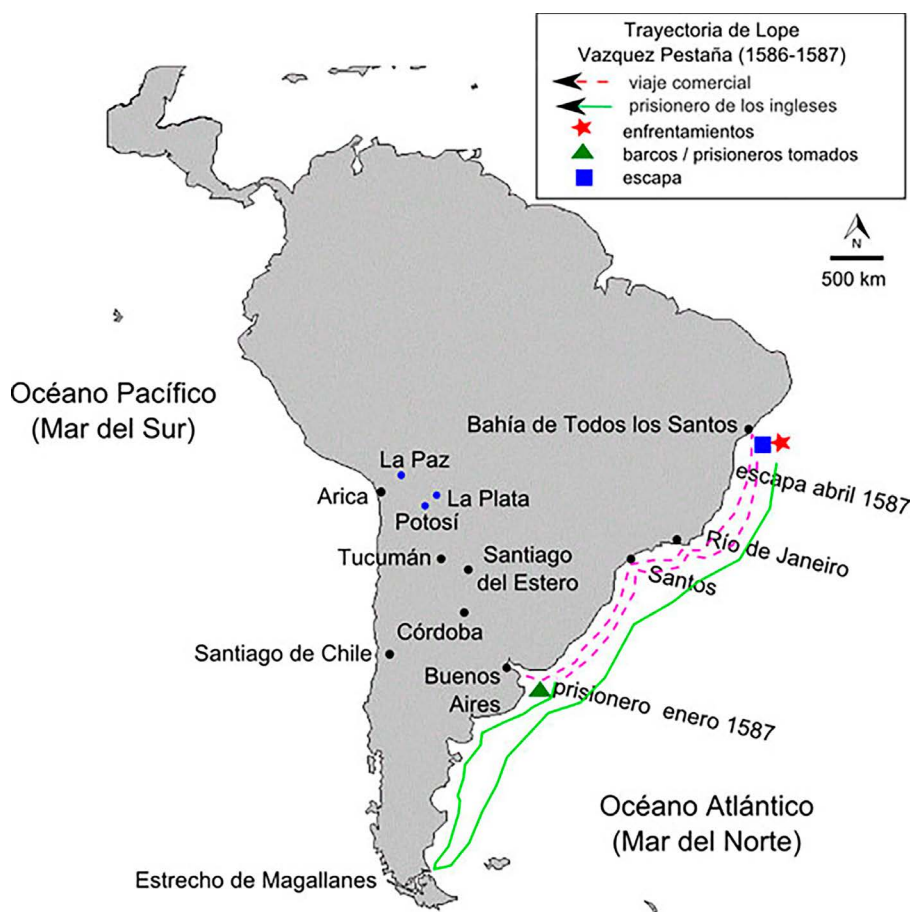 Trayectoria de Lope
Vazquez Pestaña (1586-1587)
viaje comercial
prisionero de los ingleses
enfrentamientos
barcos / prisioneros tomados
escapa
N
500 km
Océano Pacífico
(Mar del Sur)
Bahía de Todos los Santos
La Paz
Arica
La Plata
Potosí
escapa abril 1587
Río de Janeiro
Tucumán
Santiago
del Estero
Santos
Córdoba
Santiago de Chile
Buenos
Aires
prisionero enero 1587
Océano Atlántico
(Mar del Norte)
Estrecho de Magallanes